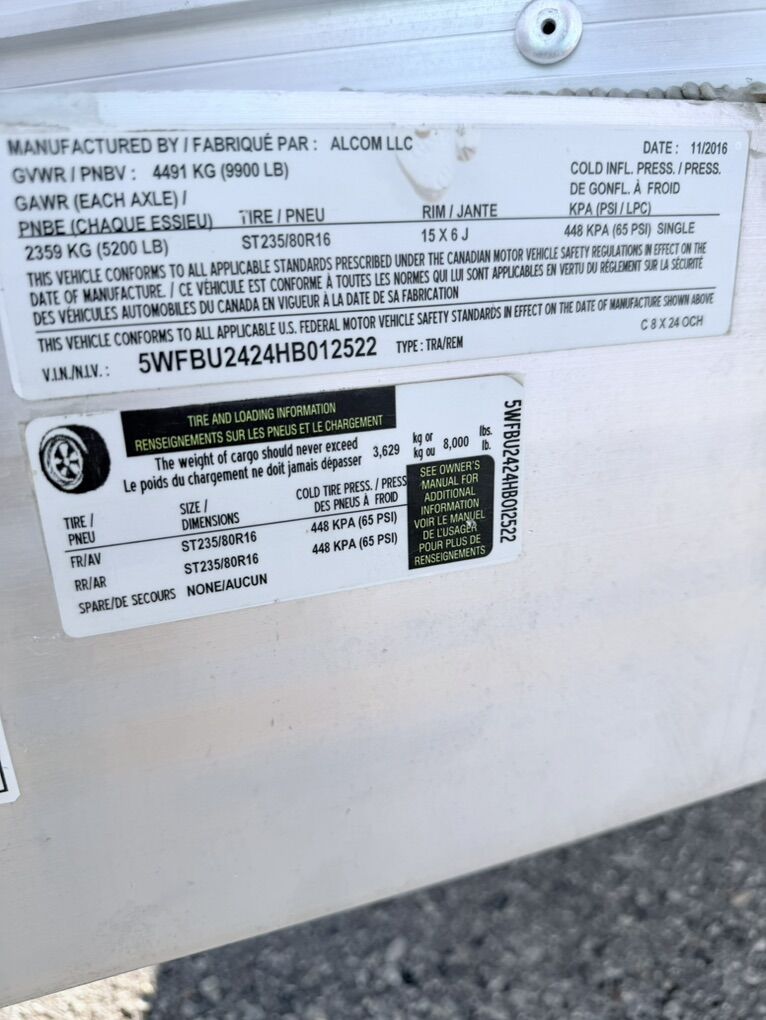 MANUFACTURED BY / FABRIQUÉ PAR : ALCOM LLC DATE : 11/2016
GVWR / PNBV : 4491 KG (9900 LB) COLD INFL. PRESS. / PRESS.
GAWR (EACH AXLE) / DE GONFL. À FROID
PNBE (CHAQUE ESSIEU) TIRE / PNEU RIM / JANTE KPA (PSI / LPC)
2359 KG (5200 LB) ST235/80R16 15 X 6 J 448 KPA (65 PSI) SINGLE
THIS VEHICLE CONFORMS TO ALL APPLICABLE STANDARDS PRESCRIBED UNDER THE CANADIAN MOTOR VEHICLE SAFETY REGULATIONS IN EFFECT ON THE
DATE OF MANUFACTURE. / CE VÉHICULE EST CONFORME À TOUTES LES NORMES QUI LUI SONT APPLICABLES EN VERTU DU RÈGLEMENT SUR LA SÉCURITÉ
DES VÉHICULES AUTOMOBILES DU CANADA EN VIGUEUR À LA DATE DE SA FABRICATION
THIS VEHICLE CONFORMS TO ALL APPLICABLE U.S. FEDERAL MOTOR VEHICLE SAFETY STANDARDS IN EFFECT ON THE DATE OF MANUFACTURE SHOWN ABOVE
V.I.N./N.I.V. : 5WFBU2424HB012522 TYPE : TRA/REM C 8 X 24 OCH
TIRE AND LOADING INFORMATION
RENSEIGNEMENTS SUR LES PNEUS ET LE CHARGEMENT
The weight of cargo should never exceed 3,629 kg or 8,000 lbs.
Le poids du chargement ne doit jamais dépasser kg ou lb.
TIRE / SIZE / COLD TIRE PRESS. / PRESS
PNEU DIMENSIONS DES PNEUS À FROID
FR/AV ST235/80R16 448 KPA (65 PSI)
RR/AR ST235/80R16 448 KPA (65 PSI)
SPARE/DE SECOURS NONE/AUCUN
SEE OWNER'S
MANUAL FOR
ADDITIONAL
INFORMATION
VOIR LE MANUEL
DE L'USAGER
POUR PLUS DE
RENSEIGNEMENTS
5WFBU2424HB012522